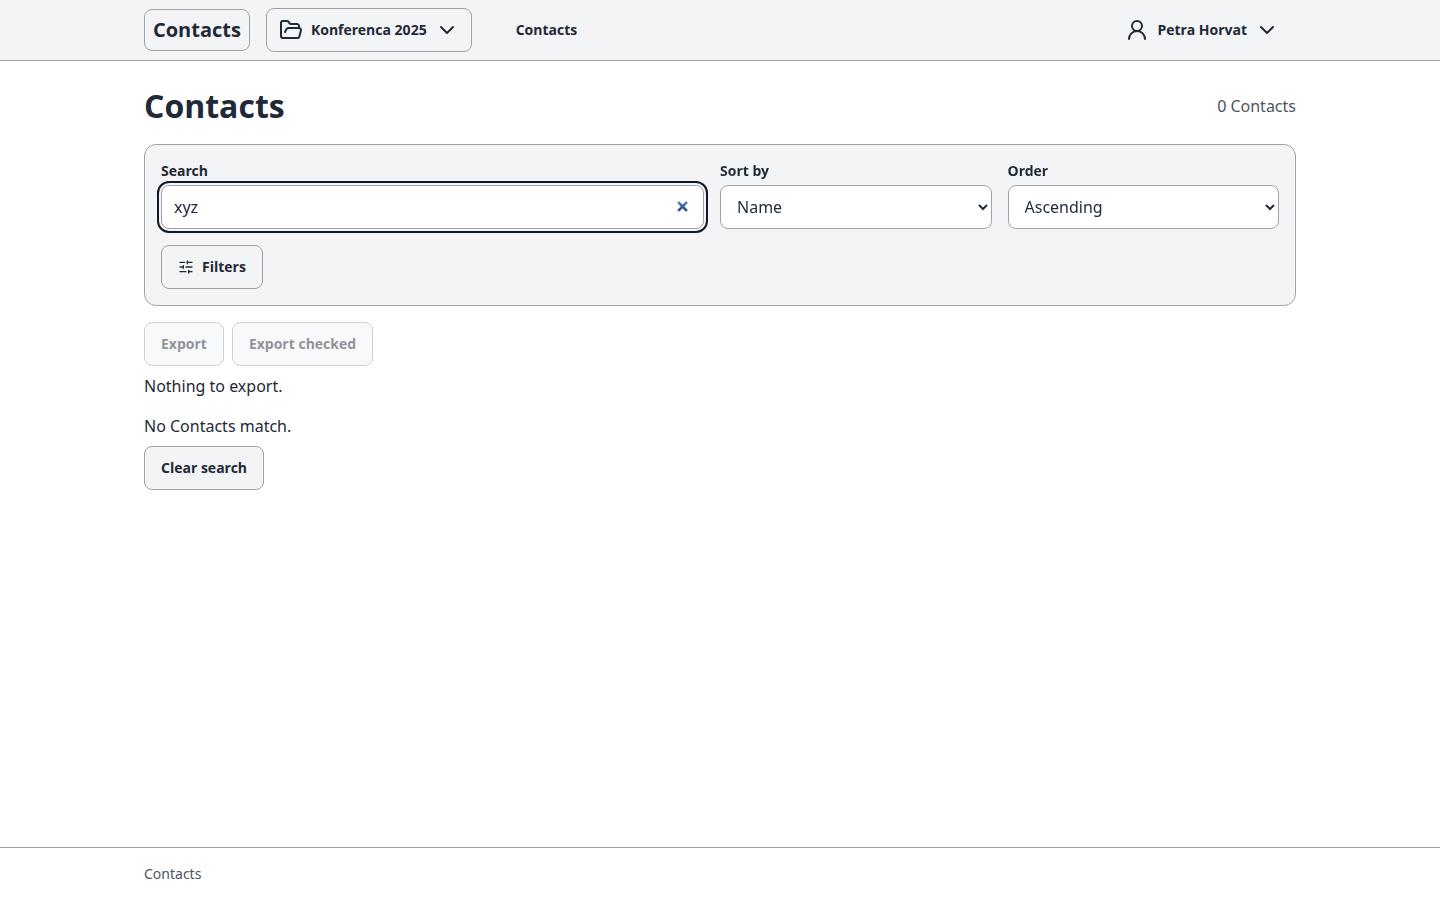 Contacts
Konferenca 2025
Contacts
Petra Horvat
Contacts
0 Contacts
Search
Sort by
Order
xyz
Name
Ascending
Filters
Export
Export checked
Nothing to export.
No Contacts match.
Clear search
Contacts